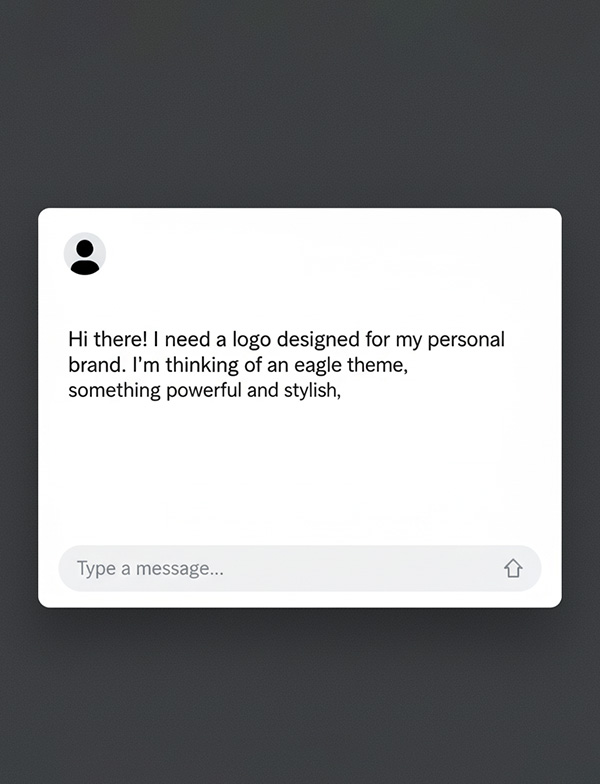 Hi there! I need a logo designed for my personal
brand. I'm thinking of an eagle theme,
something powerful and stylish,
Type a message...